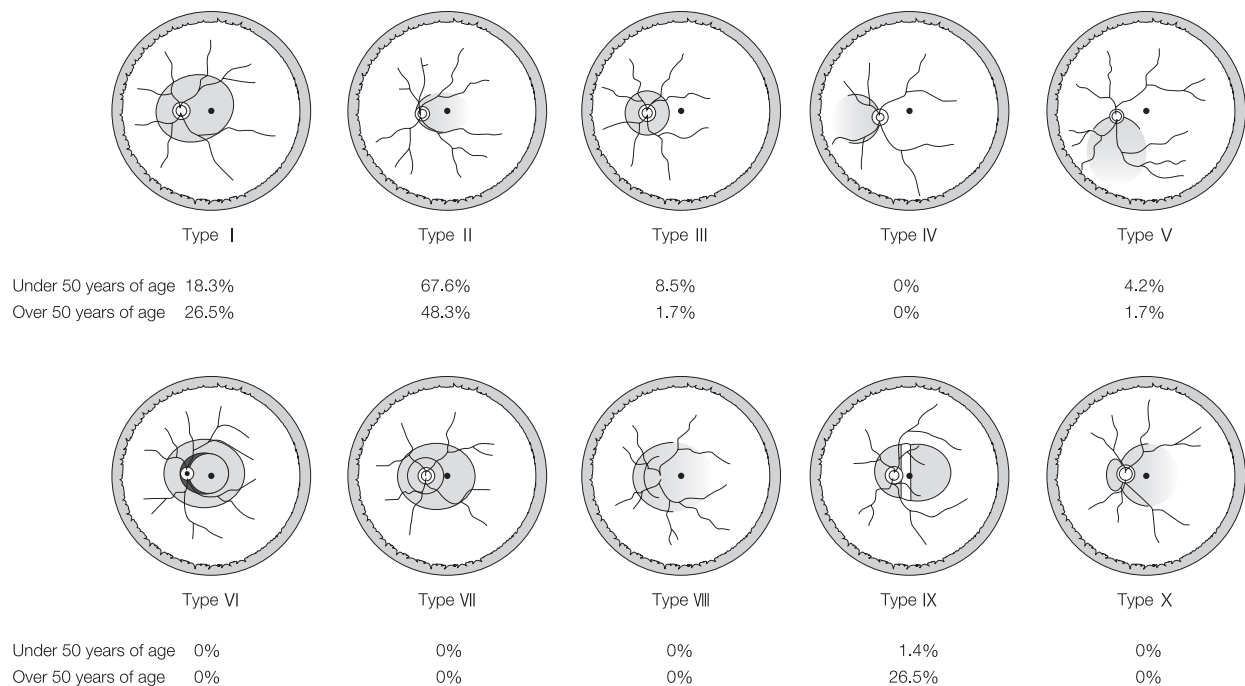 Type Ⅰ Type Ⅱ Type Ⅲ Type Ⅳ Type Ⅴ
Under 50 years of age 18.3% 67.6% 8.5% 0% 4.2%
Over 50 years of age 26.5% 48.3% 1.7% 0% 1.7%
Type Ⅵ Type Ⅶ Type Ⅷ Type Ⅸ Type Ⅹ
Under 50 years of age 0% 0% 0% 1.4% 0%
Over 50 years of age 0% 0% 0% 26.5% 0%